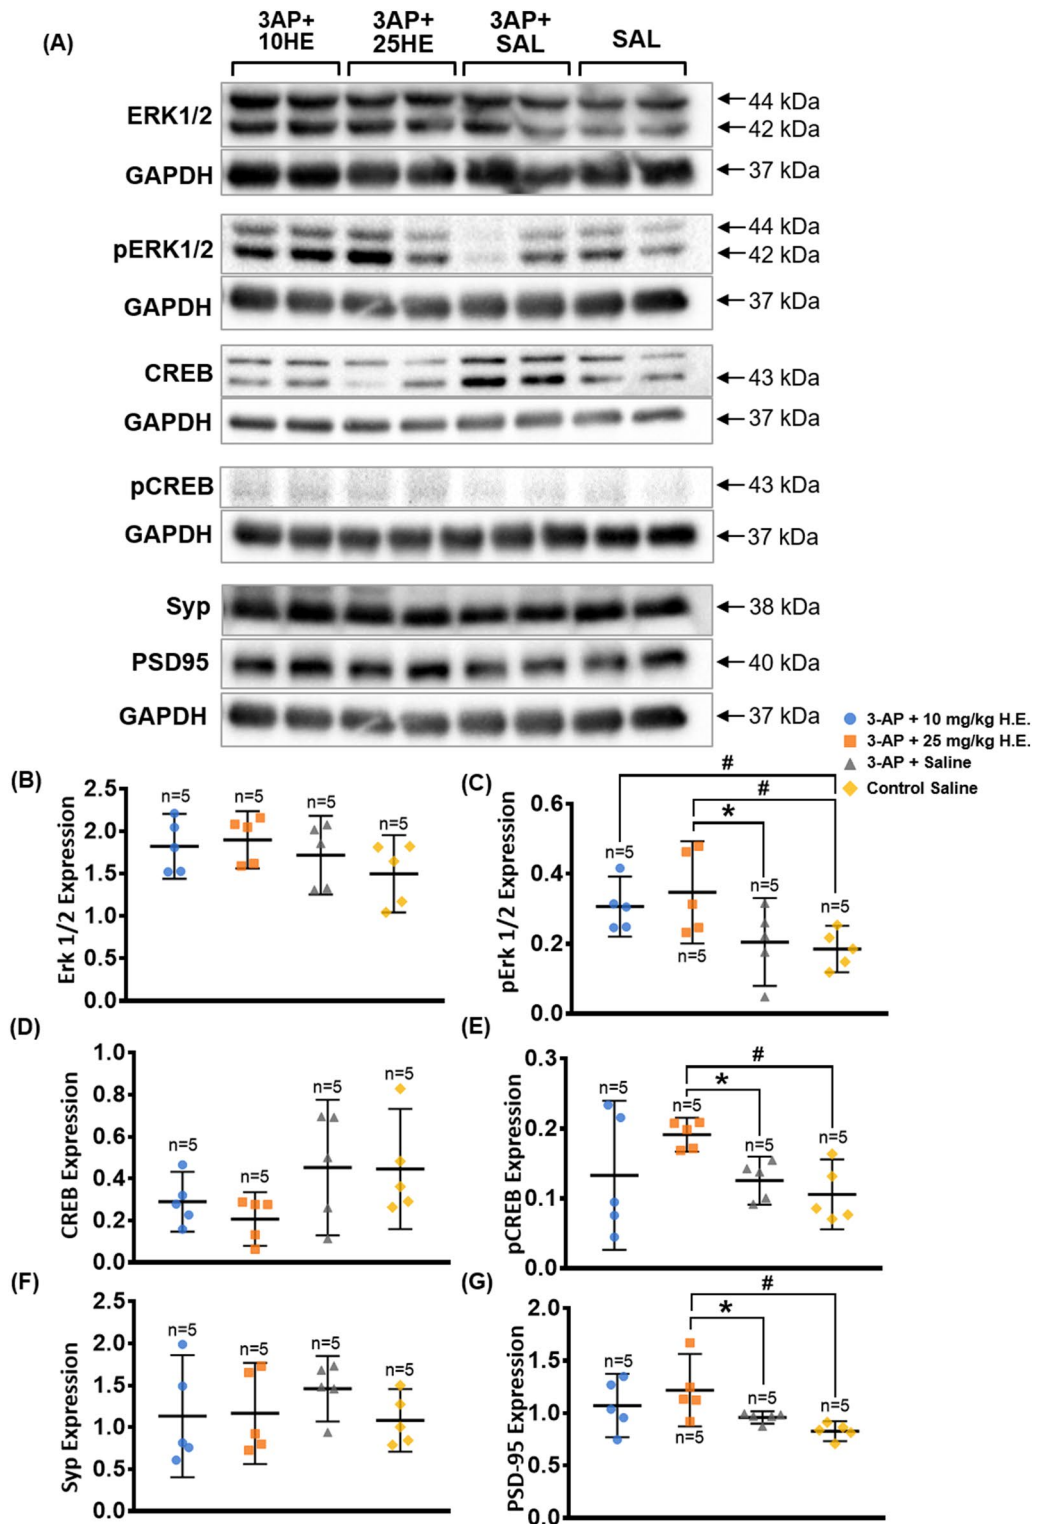 (A)
3AP+
10HE
3AP+
25HE
3AP+
SAL
SAL
ERK1/2
44 kDa
42 kDa
GAPDH
37 kDa
pERK1/2
44 kDa
42 kDa
GAPDH
37 kDa
CREB
43 kDa
GAPDH
37 kDa
pCREB
43 kDa
GAPDH
37 kDa
Syp
38 kDa
PSD95
40 kDa
GAPDH
37 kDa
3-AP + 10 mg/kg H.E.
3-AP + 25 mg/kg H.E.
3-AP + Saline
Control Saline
(B)
Erk 1/2 Expression
2.5
2.0
1.5
1.0
0.5
0.0
n=5
n=5
n=5
n=5
(C)
pErk 1/2 Expression
0.6
0.4
0.2
0.0
#
#
*
n=5
n=5
n=5
n=5
(D)
CREB Expression
1.0
0.8
0.6
0.4
0.2
0.0
n=5
n=5
n=5
n=5
(E)
pCREB Expression
0.3
0.2
0.1
0.0
#
*
n=5
n=5
n=5
n=5
(F)
Syp Expression
2.5
2.0
1.5
1.0
0.5
0.0
n=5
n=5
n=5
n=5
(G)
PSD-95 Expression
2.0
1.5
1.0
0.5
0.0
#
*
n=5
n=5
n=5
n=5